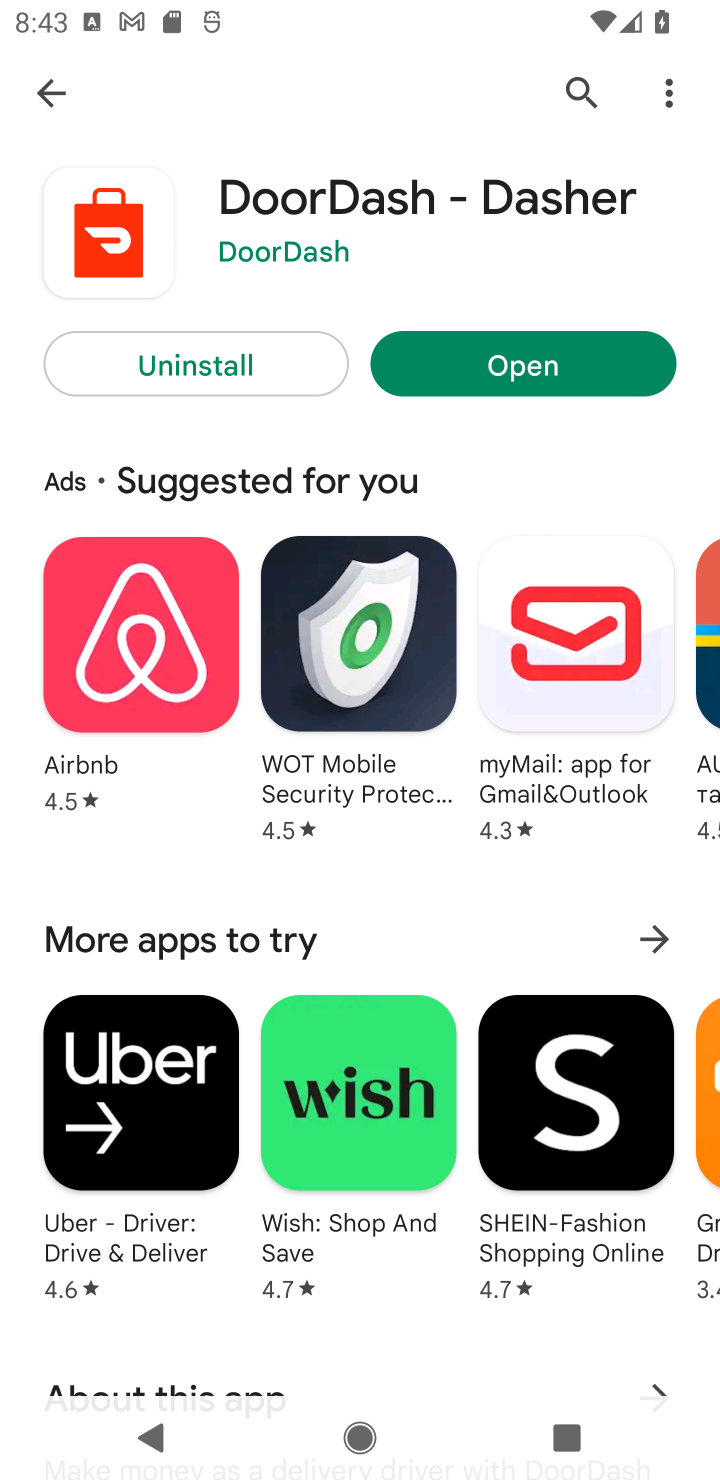 8:43
DoorDash - Dasher
DoorDash
Uninstall
Open
Ads • Suggested for you
Airbnb
4.5★
WOT Mobile
Security Protec...
4.5★
myMail: app for
Gmail&Outlook
4.3★
AU
та
4.5
More apps to try
Uber
wish
S
Uber - Driver:
Drive & Deliver
4.6★
Wish: Shop And
Save
4.7★
SHEIN-Fashion
Shopping Online
4.7★
Gr
Dr
3.4
About this app
Make money as a delivery driver with DoorDash